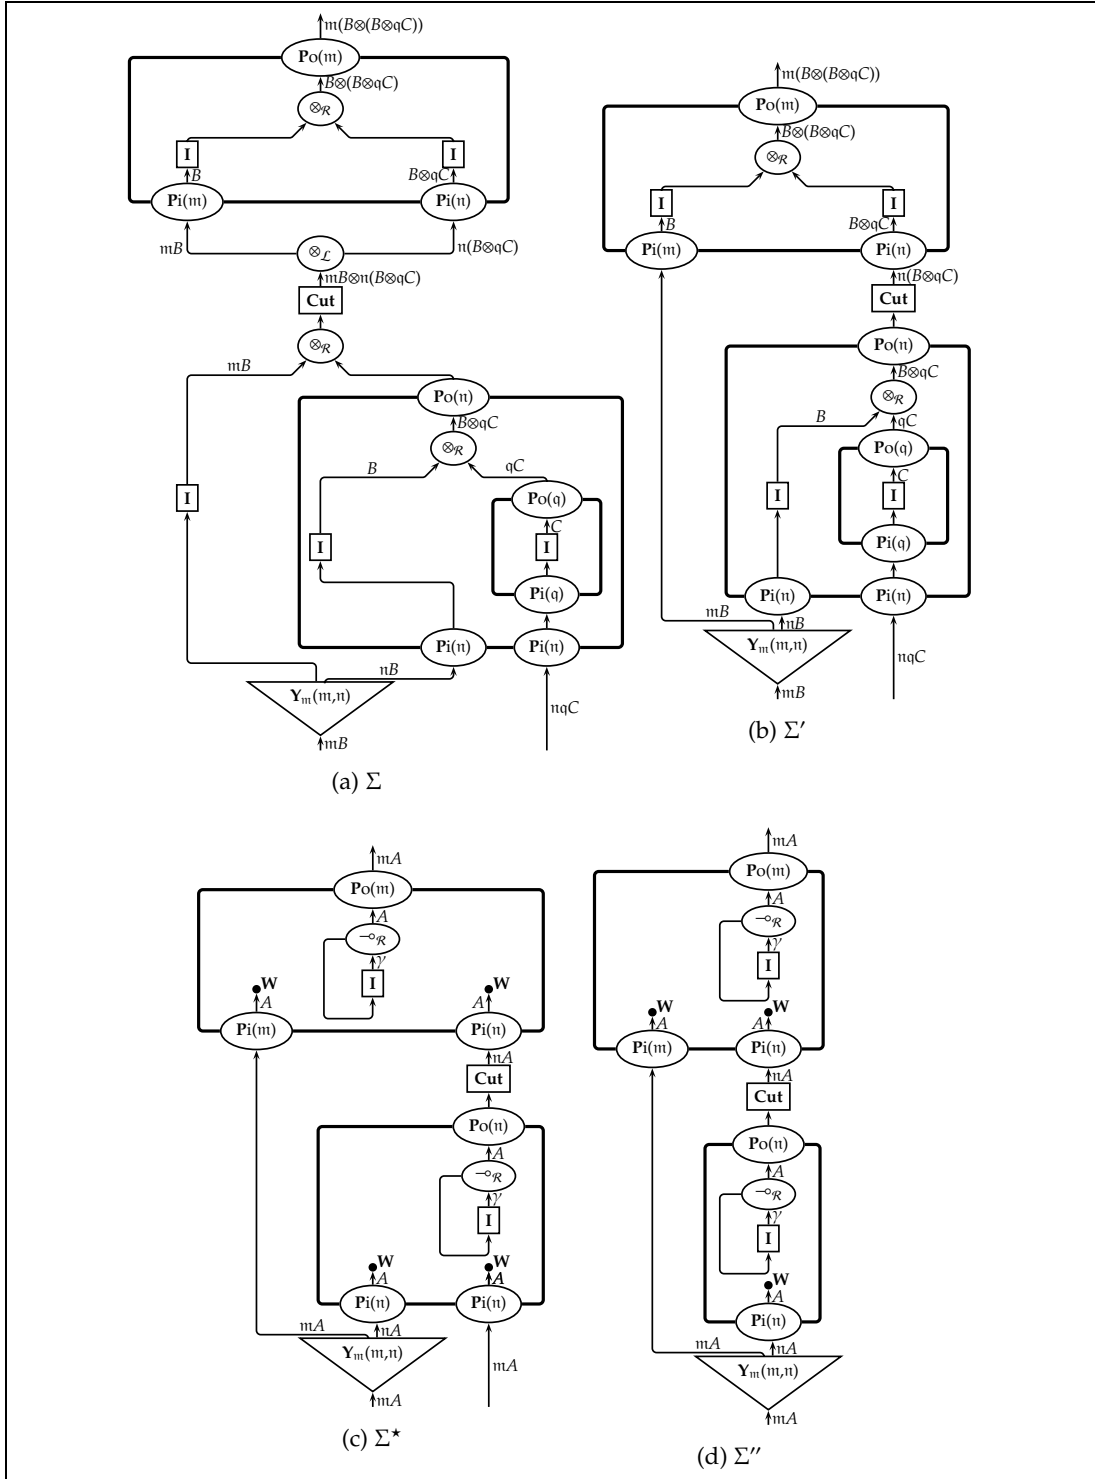 𝔪(B⊗(B⊗𝔮C))
Po(𝔪)
B⊗(B⊗𝔮C)
⊗ℛ
I I
B B⊗𝔮C
Pi(𝔪) Pi(𝔫)
𝔪B ⊗ℒ 𝔫(B⊗𝔮C)
𝔪B⊗𝔫(B⊗𝔮C)
Cut
⊗ℛ
𝔪B
Po(𝔫)
B⊗𝔮C
⊗ℛ
B 𝔮C
Po(𝔮)
I
C
I I
Pi(𝔮)
Pi(𝔫) Pi(𝔫)
𝔫B
Y𝔪(𝔪,𝔫)
𝔫𝔮C
𝔪B
(a) Σ
𝔪(B⊗(B⊗𝔮C))
Po(𝔪)
B⊗(B⊗𝔮C)
⊗ℛ
I I
B B⊗𝔮C
Pi(𝔪) Pi(𝔫)
𝔫(B⊗𝔮C)
Cut
Po(𝔫)
B⊗𝔮C
⊗ℛ
B 𝔮C
Po(𝔮)
C
I I
Pi(𝔮)
Pi(𝔫) Pi(𝔫)
𝔪B 𝔫B
Y𝔪(𝔪,𝔫)
𝔫𝔮C
𝔪B
(b) Σ′
𝔪A
Po(𝔪)
A
⊸ℛ
γ
I
W W
A A
Pi(𝔪) Pi(𝔫)
𝔫A
Cut
Po(𝔫)
A
⊸ℛ
γ
I
W W
A A
Pi(𝔫) Pi(𝔫)
𝔪A 𝔫A
Y𝔪(𝔪,𝔫)
𝔪A
𝔪A
(c) Σ⋆
𝔪A
Po(𝔪)
A
⊸ℛ
γ
I
W W
A A
Pi(𝔪) Pi(𝔫)
𝔫A
Cut
Po(𝔫)
A
⊸ℛ
γ
I
W
A
Pi(𝔫)
𝔪A 𝔫A
Y𝔪(𝔪,𝔫)
𝔪A
(d) Σ″